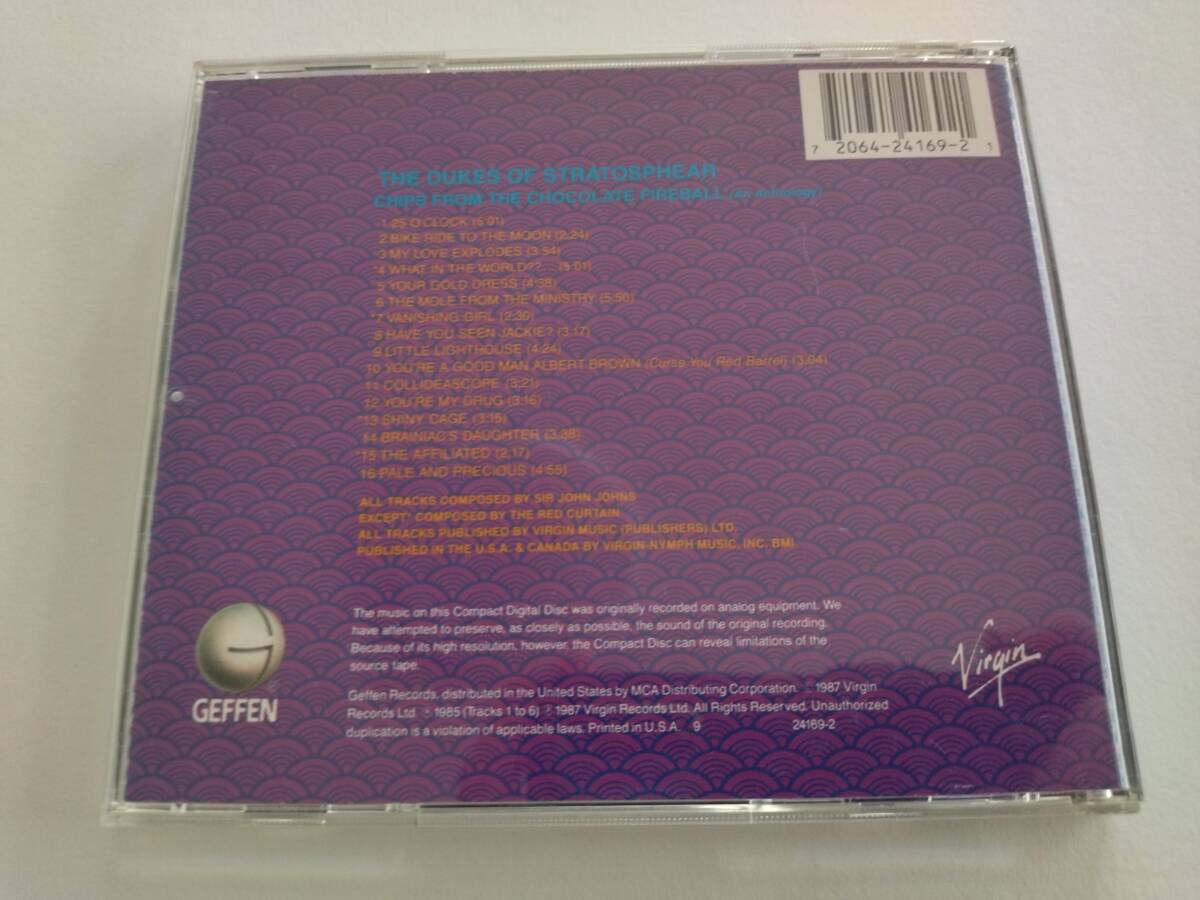 7 2064-24169-2 1
THE DUKES OF STRATOSPHEAR
CHIPS FROM THE CHOCOLATE FIREBALL (An Anthology)
1 25 O'CLOCK (5:01)
2 BIKE RIDE TO THE MOON (2:24)
3 MY LOVE EXPLODES (3:54)
*4 WHAT IN THE WORLD??... (5:01)
5 YOUR GOLD DRESS (4:38)
6 THE MOLE FROM THE MINISTRY (5:50)
*7 VANISHING GIRL (2:30)
8 HAVE YOU SEEN JACKIE? (3:17)
9 LITTLE LIGHTHOUSE (4:24)
10 YOU'RE A GOOD MAN ALBERT BROWN (Curse You Red Barrel) (3:04)
11 COLLIDEASCOPE (3:21)
12 YOU'RE MY DRUG (3:16)
*13 SHINY CAGE (3:15)
14 BRAINIAC'S DAUGHTER (3:38)
*15 THE AFFILIATED (2:17)
16 PALE AND PRECIOUS (4:55)
ALL TRACKS COMPOSED BY SIR JOHN JOHNS
EXCEPT* COMPOSED BY THE RED CURTAIN
ALL TRACKS PUBLISHED BY VIRGIN MUSIC (PUBLISHERS) LTD.
PUBLISHED IN THE U.S.A. & CANADA BY VIRGIN-NYMPH MUSIC, INC. BMI
The music on this Compact Digital Disc was originally recorded on analog equipment. We
have attempted to preserve, as closely as possible, the sound of the original recording.
Because of its high resolution, however, the Compact Disc can reveal limitations of the
source tape.
Geffen Records, distributed in the United States by MCA Distributing Corporation. ℗ 1987 Virgin
Records Ltd. ℗ 1985 (Tracks 1 to 6) ℗ 1987 Virgin Records Ltd. All Rights Reserved. Unauthorized
duplication is a violation of applicable laws. Printed in U.S.A. 9 24169-2
GEFFEN
Virgin